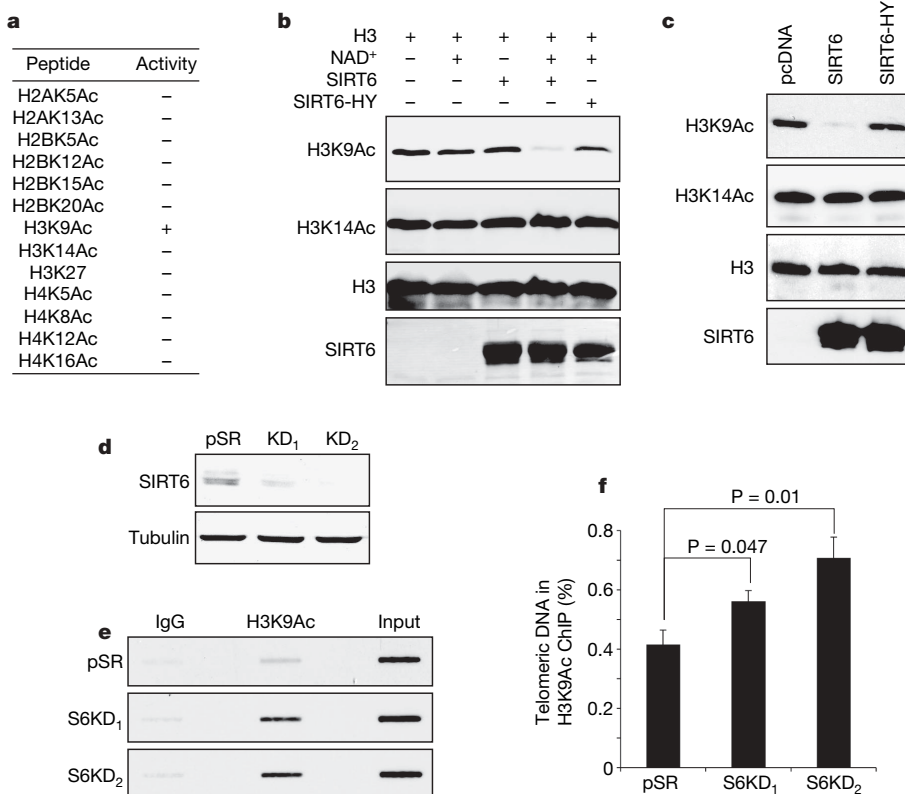 a
Peptide Activity
H2AK5Ac –
H2AK13Ac –
H2BK5Ac –
H2BK12Ac –
H2BK15Ac –
H2BK20Ac –
H3K9Ac +
H3K14Ac –
H3K27 –
H4K5Ac –
H4K8Ac –
H4K12Ac –
H4K16Ac –
b
H3 + + + + +
NAD+ – + – + +
SIRT6 – – + + –
SIRT6-HY – – – – +
H3K9Ac
H3K14Ac
H3
SIRT6
c
pcDNA SIRT6 SIRT6-HY
H3K9Ac
H3K14Ac
H3
SIRT6
d
pSR KD1 KD2
SIRT6
Tubulin
e
IgG H3K9Ac Input
pSR
S6KD1
S6KD2
f
P = 0.01
P = 0.047
Telomeric DNA in
H3K9Ac ChIP (%)
0.8
0.6
0.4
0.2
0
pSR S6KD1 S6KD2